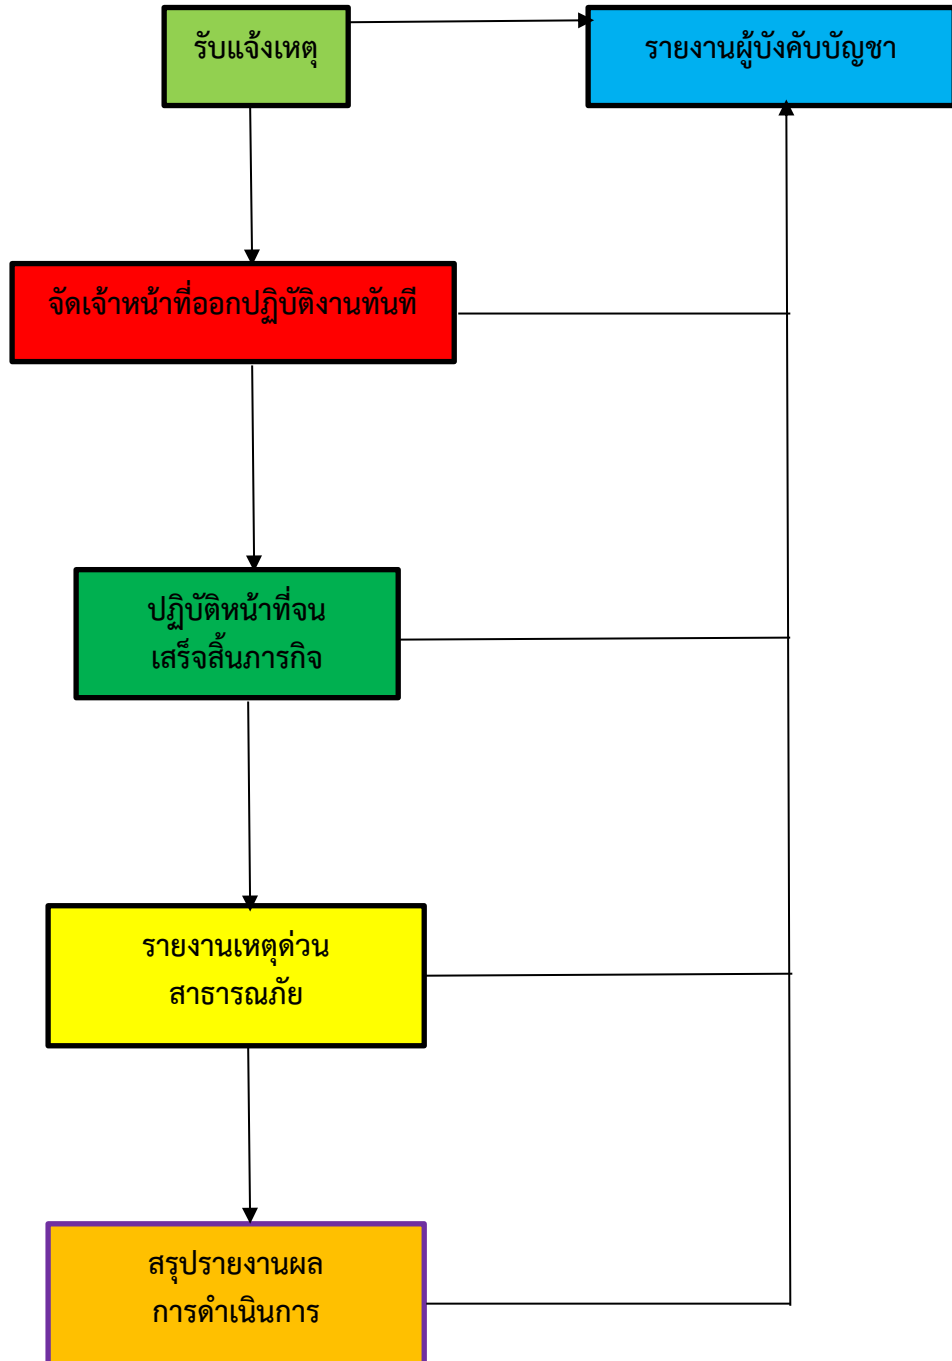 รับแจ้งเหตุ
รายงานผู้บังคับบัญชา
จัดเจ้าหน้าที่ออกปฏิบัติงานทันที
ปฏิบัติหน้าที่จน
เสร็จสิ้นภารกิจ
รายงานเหตุด่วน
สาธารณภัย
สรุปรายงานผล
การดำเนินการ